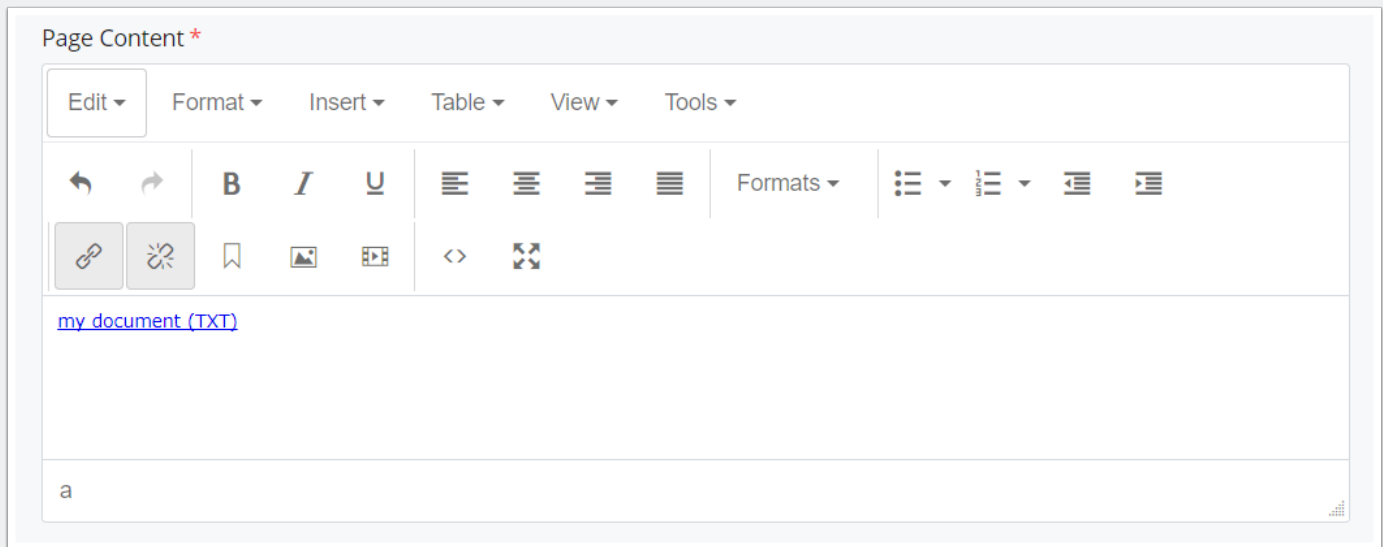 Page Content *
Edit Format Insert Table View Tools
B I U Formats
my document (TXT)
a